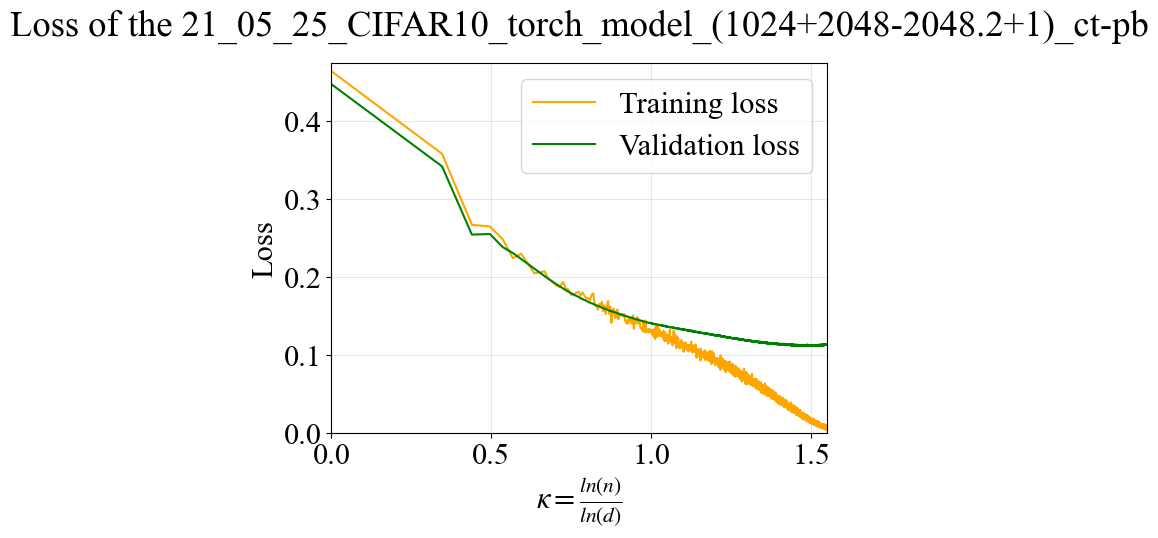 Loss of the 21_05_25_CIFAR10_torch_model_(1024+2048-2048.2+1)_ct-pb
Training loss
Validation loss
Loss
0.4
0.3
0.2
0.1
0.0
0.0 0.5 1.0 1.5
κ = ln(n)/ln(d)